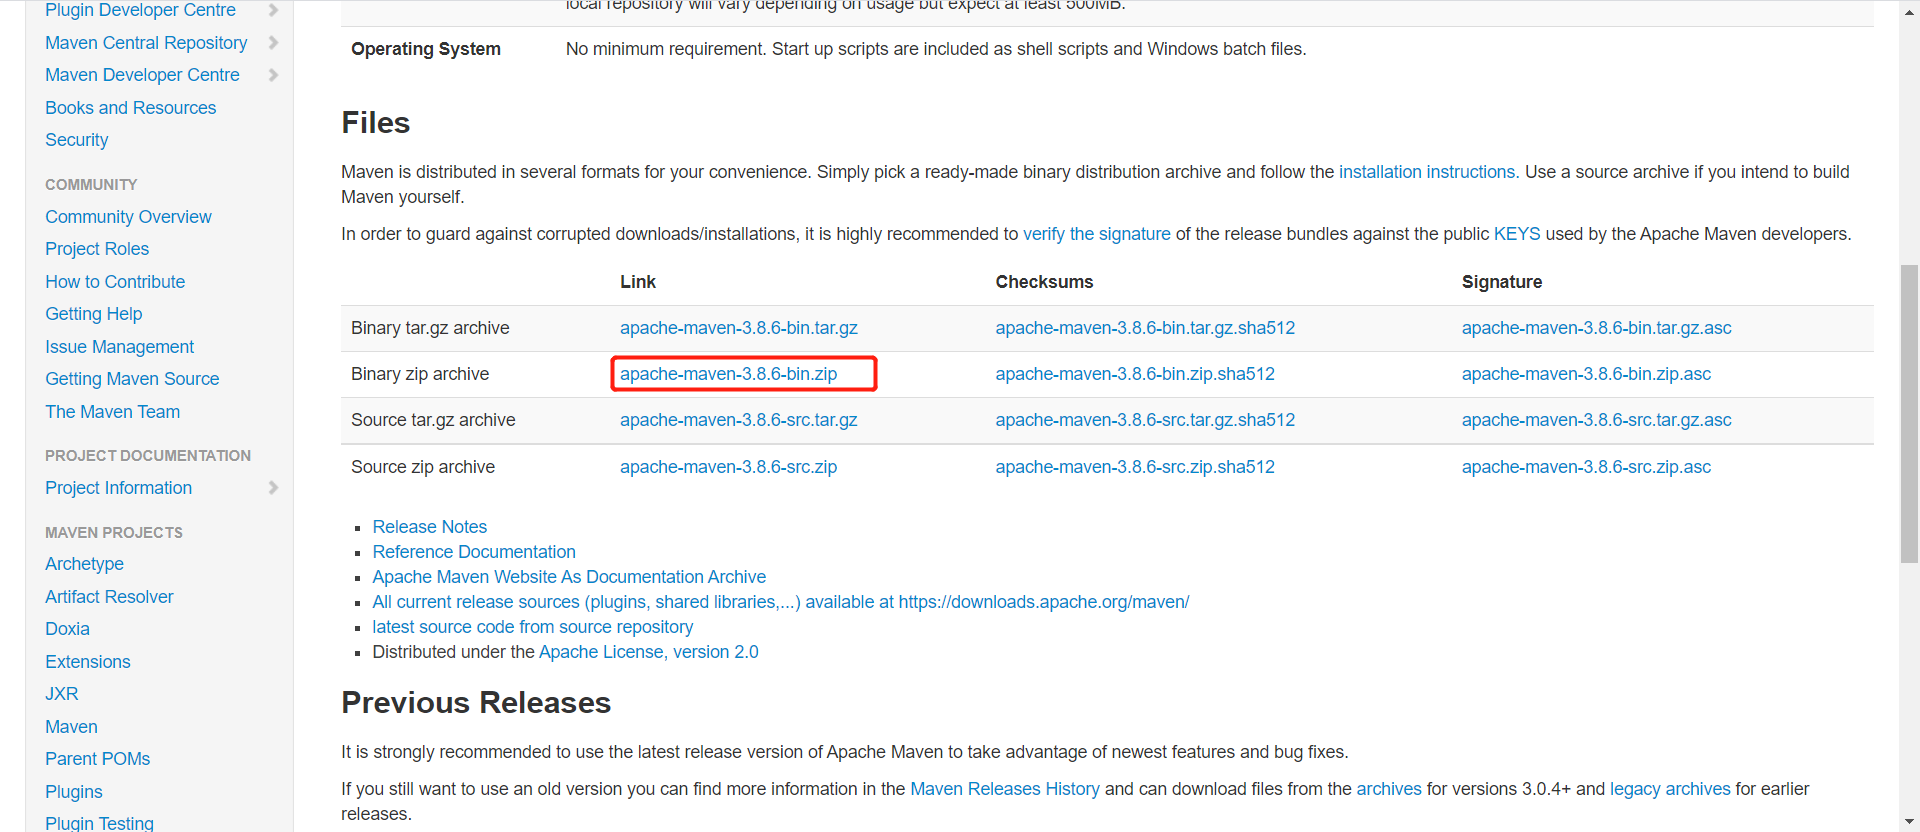 Plugin Developer Centre
Maven Central Repository
Maven Developer Centre
Books and Resources
Security
COMMUNITY
Community Overview
Project Roles
How to Contribute
Getting Help
Issue Management
Getting Maven Source
The Maven Team
PROJECT DOCUMENTATION
Project Information
MAVEN PROJECTS
Archetype
Artifact Resolver
Doxia
Extensions
JXR
Maven
Parent POMs
Plugins
Plugin Testing
local repository will vary depending on usage but expect at least 500MB.
Operating System No minimum requirement. Start up scripts are included as shell scripts and Windows batch files.
Files
Maven is distributed in several formats for your convenience. Simply pick a ready-made binary distribution archive and follow the installation instructions. Use a source archive if you intend to build
Maven yourself.
In order to guard against corrupted downloads/installations, it is highly recommended to verify the signature of the release bundles against the public KEYS used by the Apache Maven developers.
Link Checksums Signature
Binary tar.gz archive apache-maven-3.8.6-bin.tar.gz apache-maven-3.8.6-bin.tar.gz.sha512 apache-maven-3.8.6-bin.tar.gz.asc
Binary zip archive apache-maven-3.8.6-bin.zip apache-maven-3.8.6-bin.zip.sha512 apache-maven-3.8.6-bin.zip.asc
Source tar.gz archive apache-maven-3.8.6-src.tar.gz apache-maven-3.8.6-src.tar.gz.sha512 apache-maven-3.8.6-src.tar.gz.asc
Source zip archive apache-maven-3.8.6-src.zip apache-maven-3.8.6-src.zip.sha512 apache-maven-3.8.6-src.zip.asc
Release Notes
Reference Documentation
Apache Maven Website As Documentation Archive
All current release sources (plugins, shared libraries,...) available at https://downloads.apache.org/maven/
latest source code from source repository
Distributed under the Apache License, version 2.0
Previous Releases
It is strongly recommended to use the latest release version of Apache Maven to take advantage of newest features and bug fixes.
If you still want to use an old version you can find more information in the Maven Releases History and can download files from the archives for versions 3.0.4+ and legacy archives for earlier
releases.